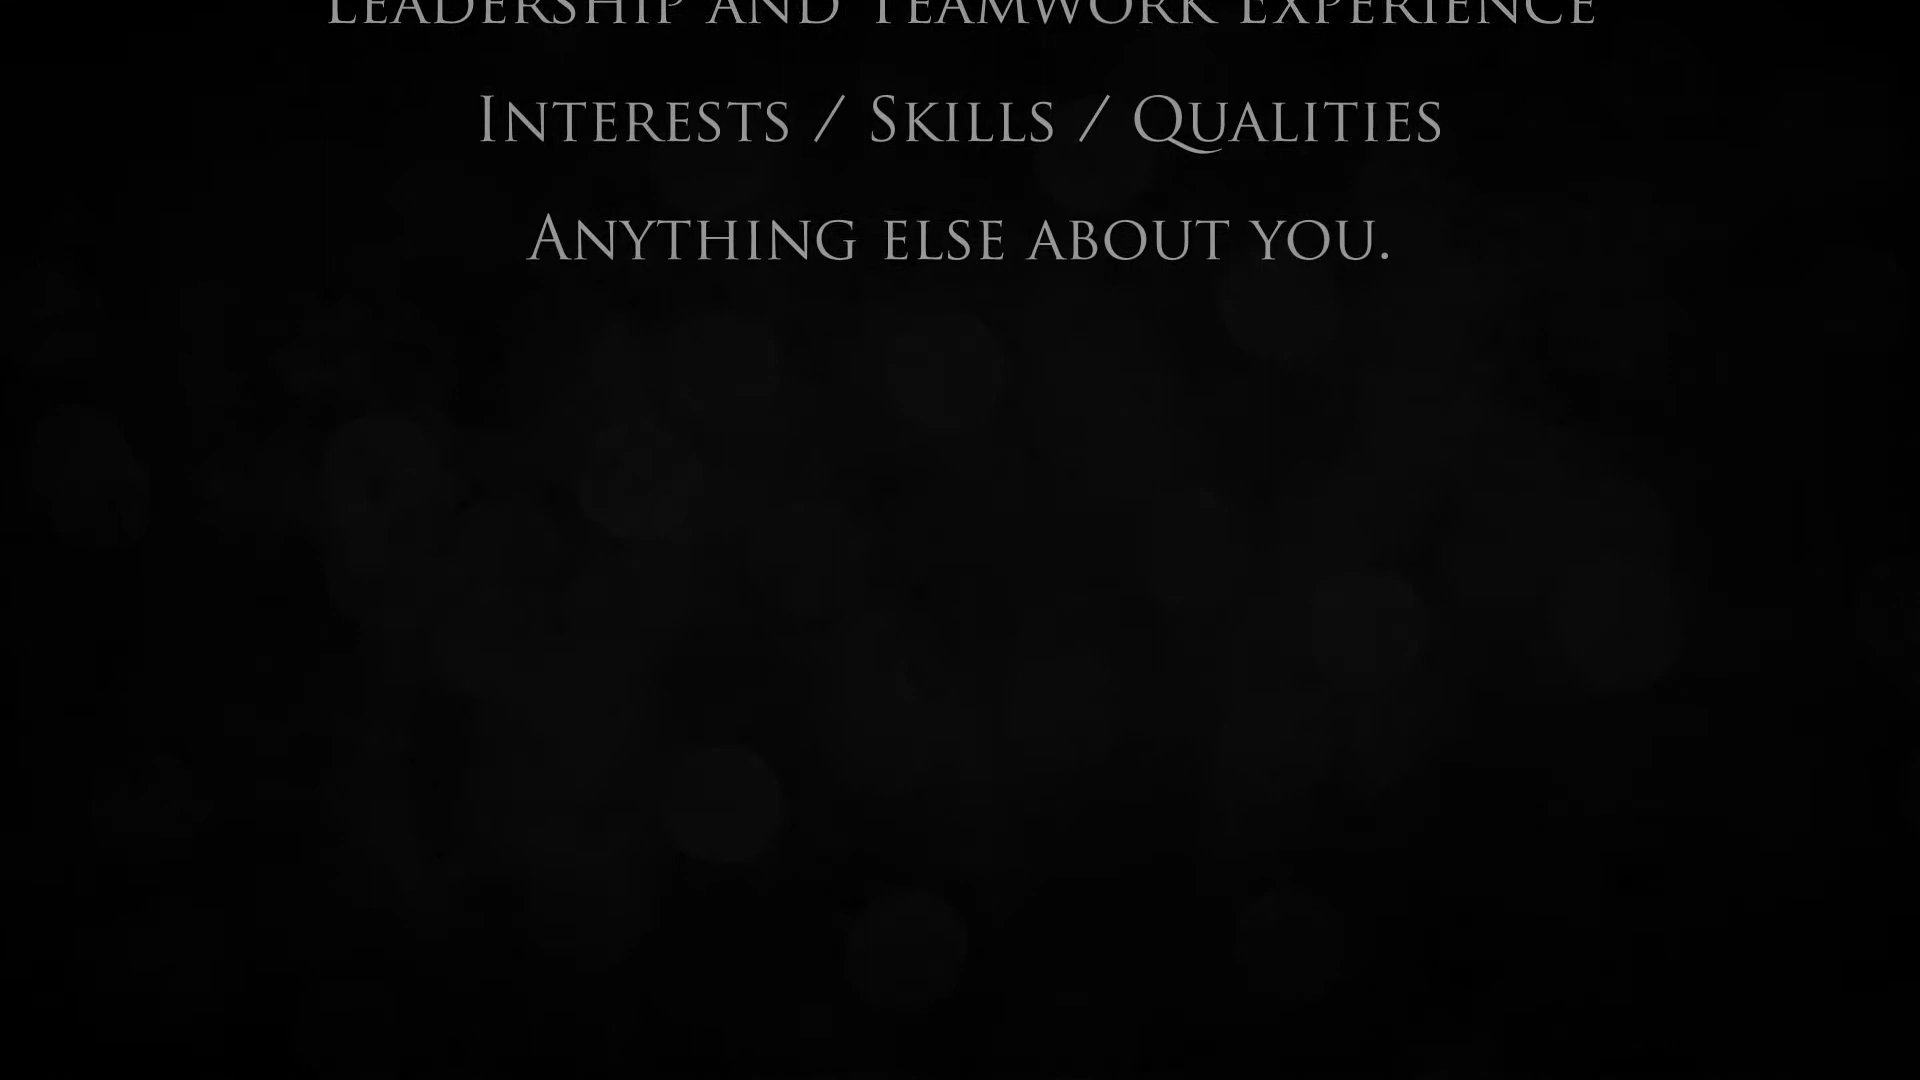 Leadership and Teamwork Experience
Interests / Skills / Qualities
Anything else about you.